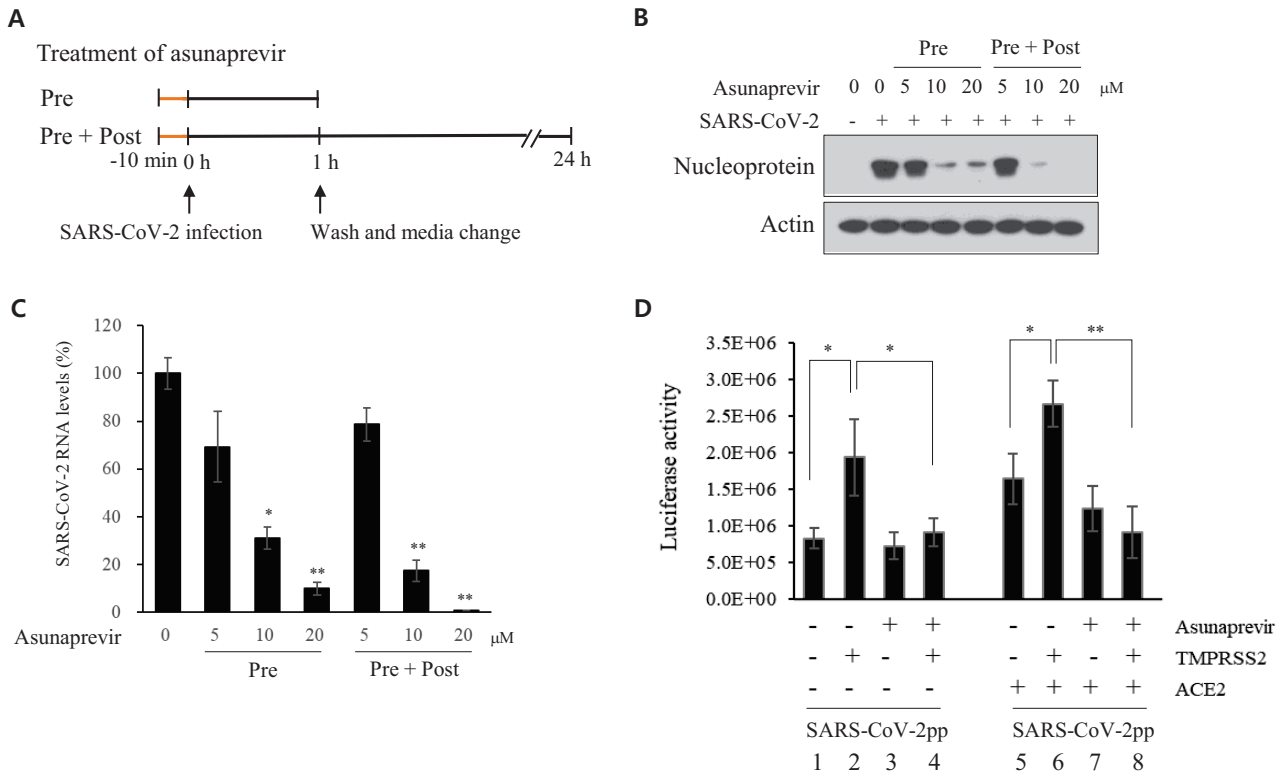 A
Treatment of asunaprevir
Pre
Pre + Post
-10 min 0 h 1 h 24 h
SARS-CoV-2 infection Wash and media change
B
Pre Pre + Post
Asunaprevir 0 0 5 10 20 5 10 20 μM
SARS-CoV-2 - + + + + + + +
Nucleoprotein
Actin
C
SARS-CoV-2 RNA levels (%)
120
100
80
60
40
20
0
*
**
**
**
Asunaprevir 0 5 10 20 5 10 20 μM
Pre Pre + Post
D
Luciferase activity
3.5E+06
3.0E+06
2.5E+06
2.0E+06
1.5E+06
1.0E+06
5.0E+05
0.0E+00
* * * **
- - + + - - + + Asunaprevir
- + - + - + - + TMPRSS2
- - - - + + + + ACE2
SARS-CoV-2pp SARS-CoV-2pp
1 2 3 4 5 6 7 8